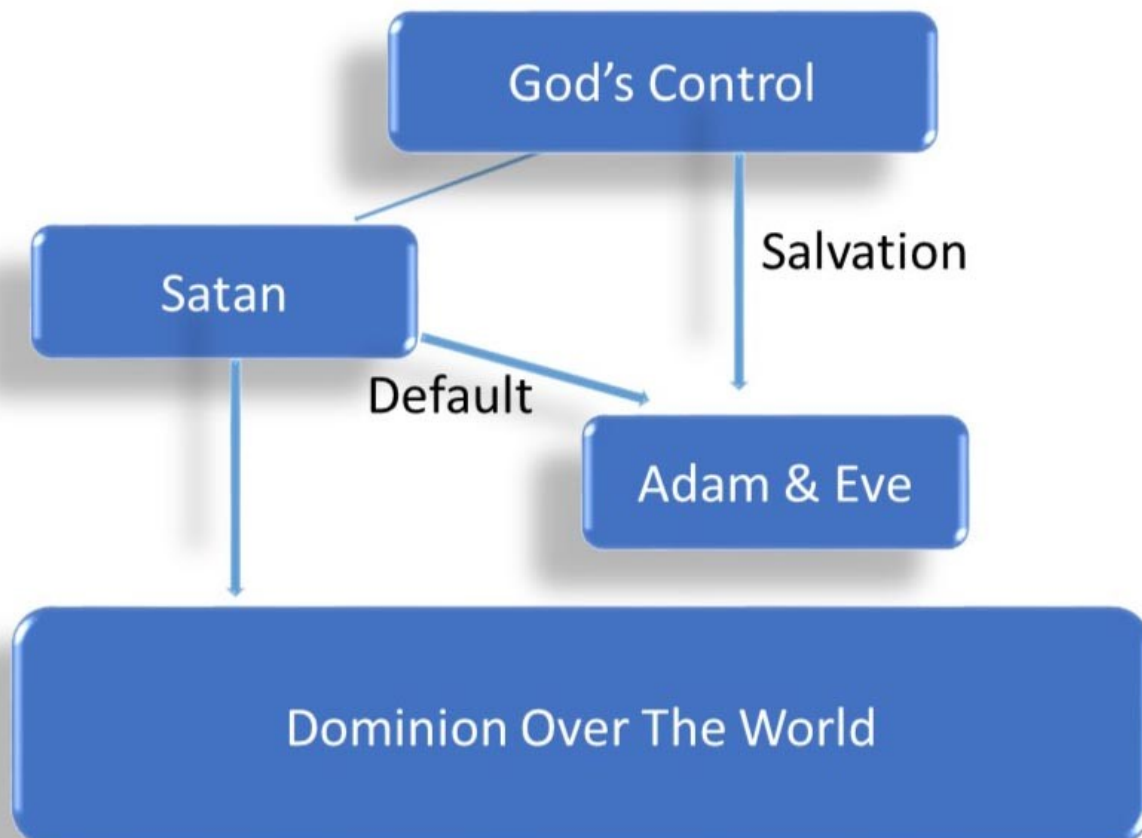 God’s Control
Salvation
Satan
Default
Adam & Eve
Dominion Over The World